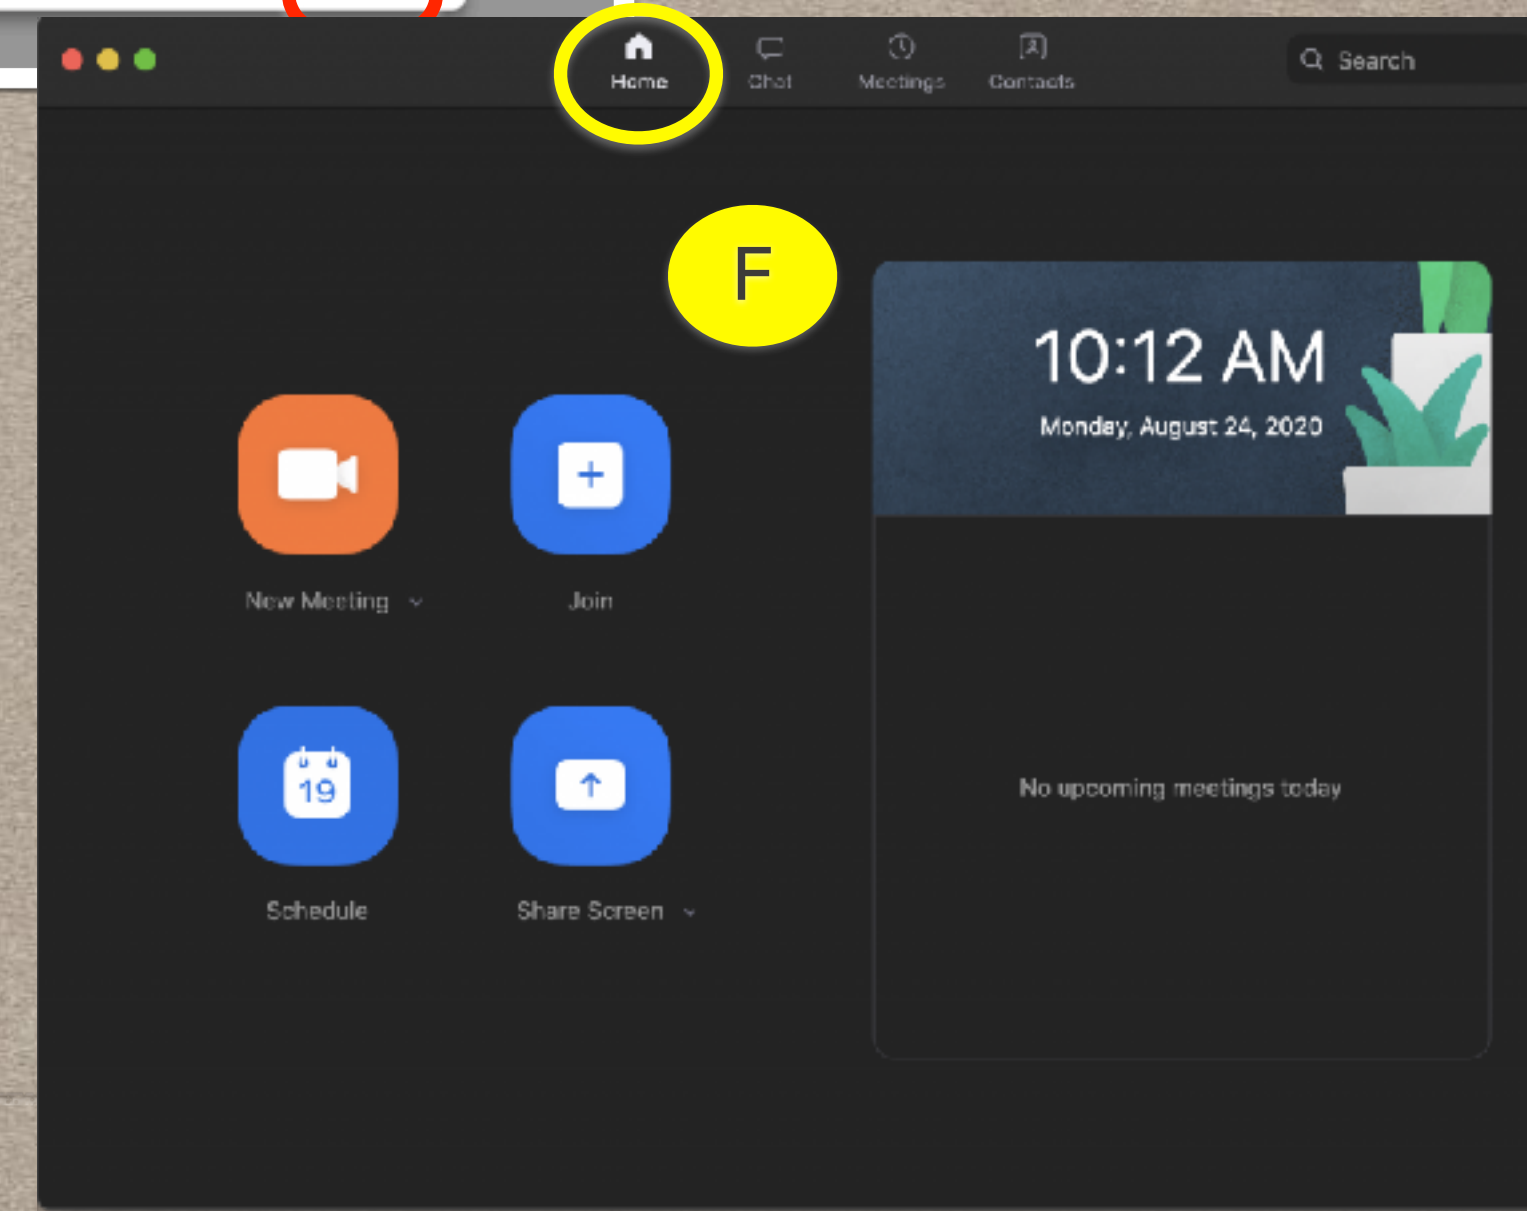 Home
Chat
Meetings
Contacts
Search
F
10:12 AM
Monday, August 24, 2020
New Meeting
Join
19
Schedule
Share Screen
No upcoming meetings today